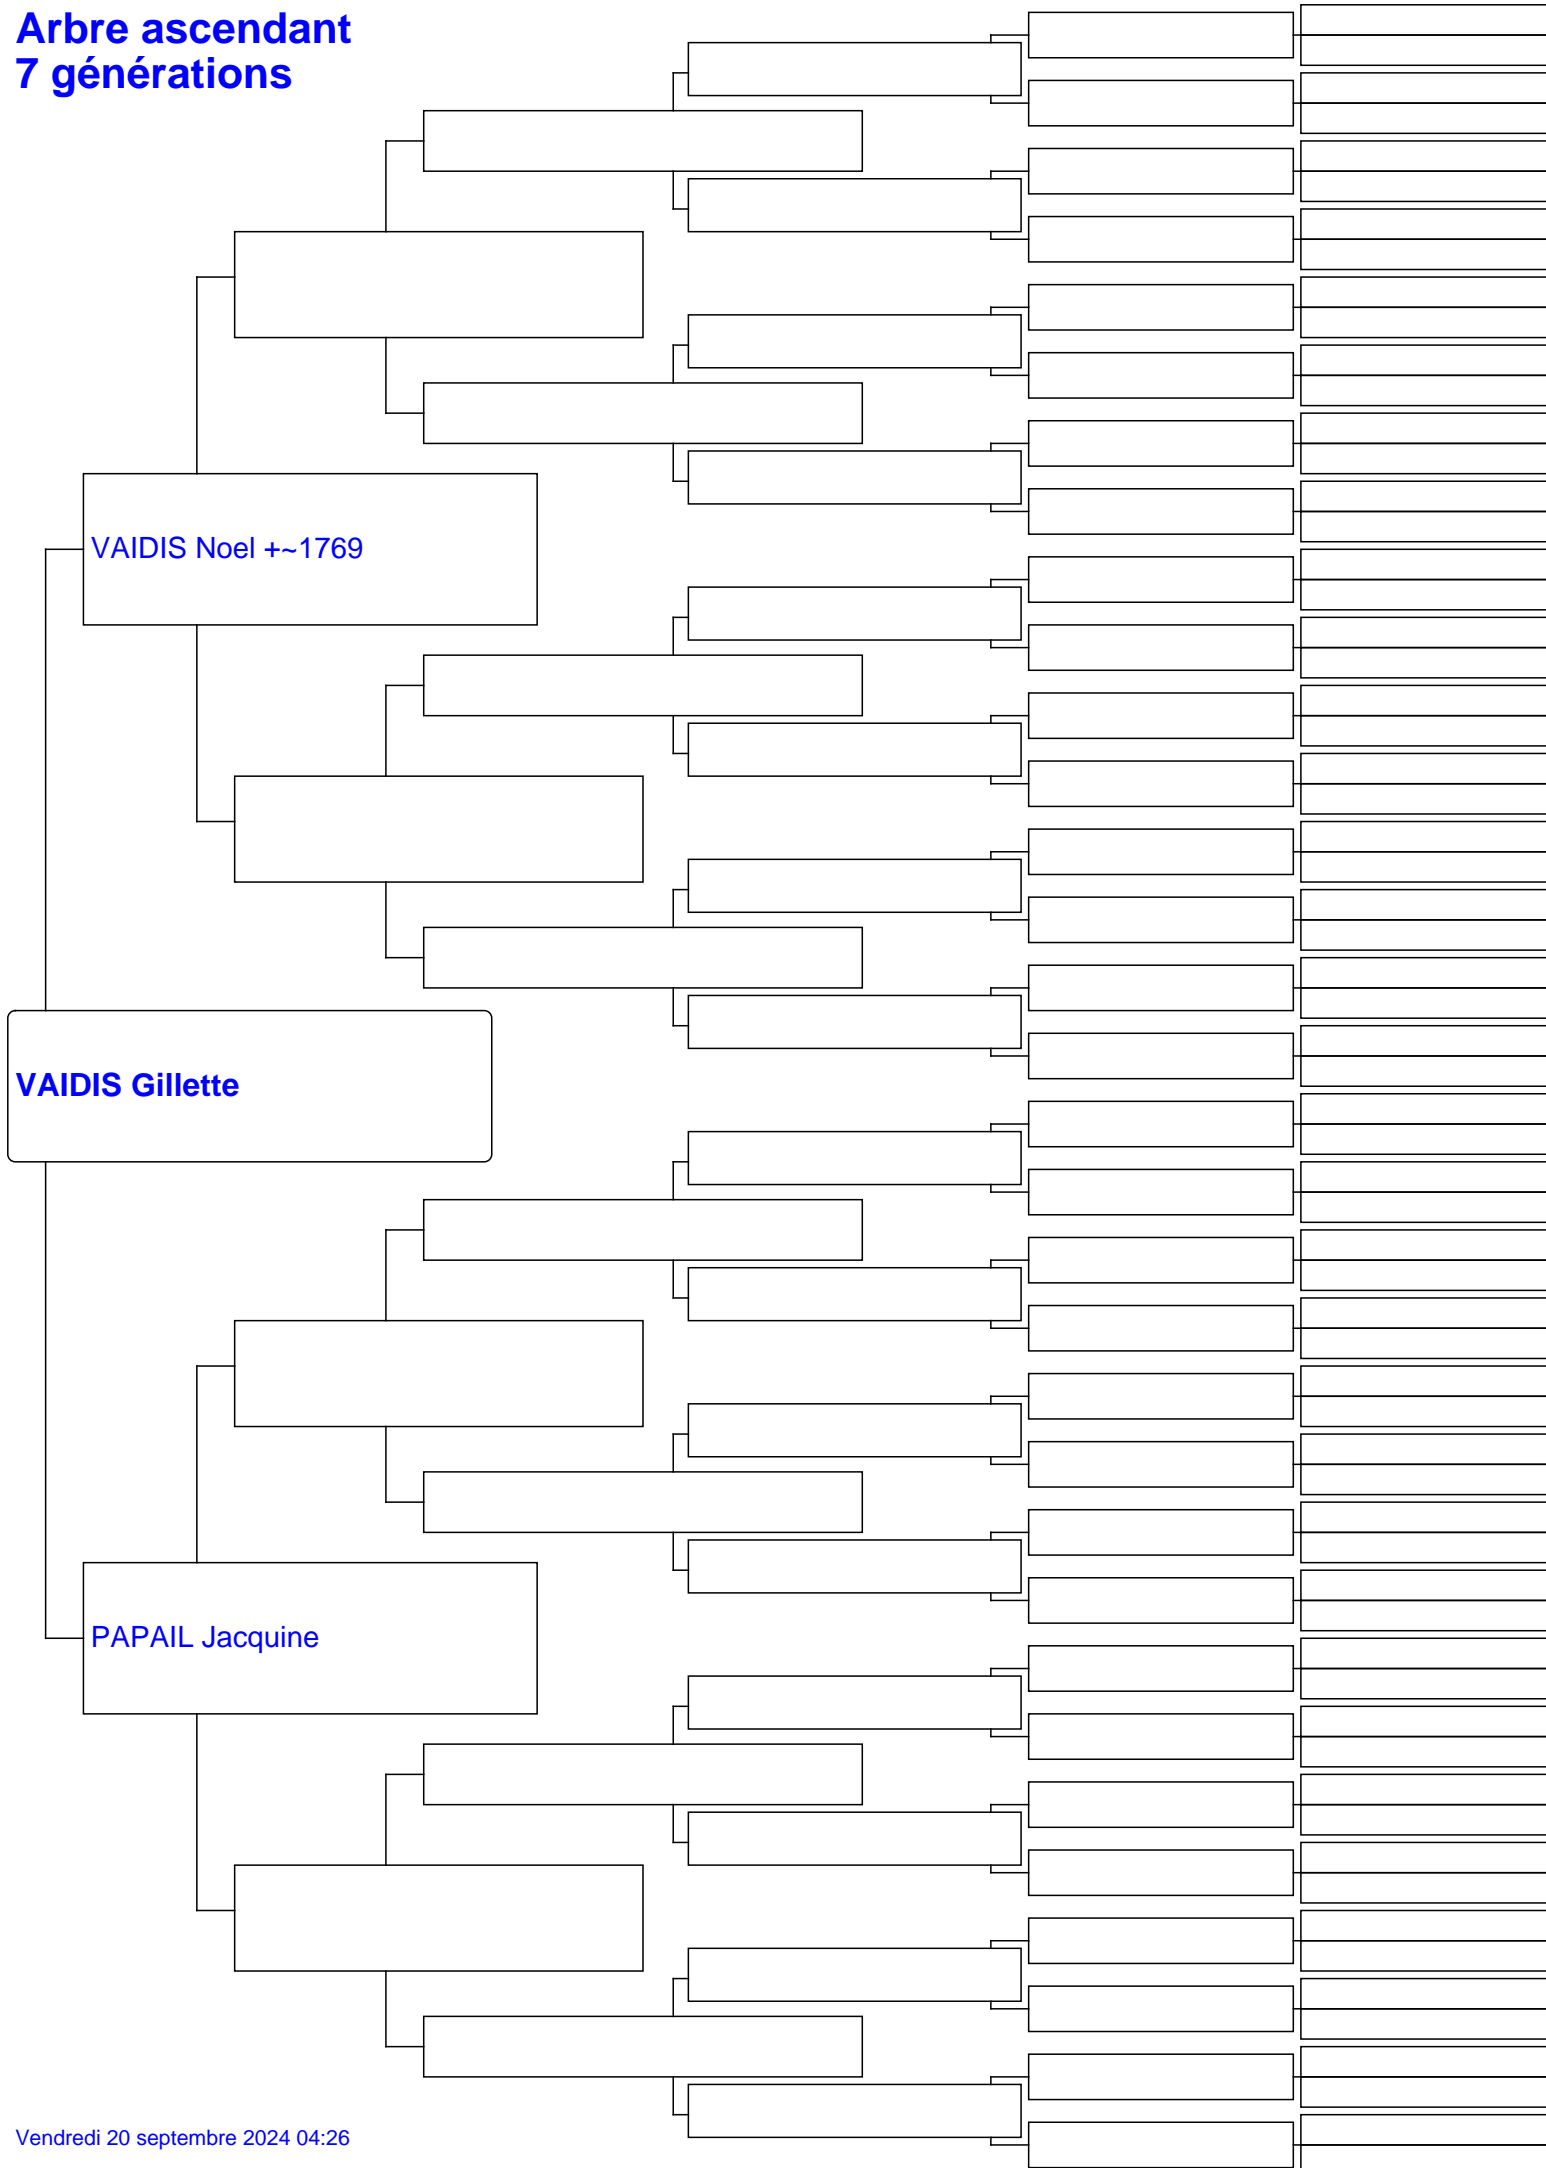 Arbre ascendant
7 générations
VAIDIS Noel +~1769
VAIDIS Gillette
PAPAIL Jacquine
Vendredi 20 septembre 2024 04:26